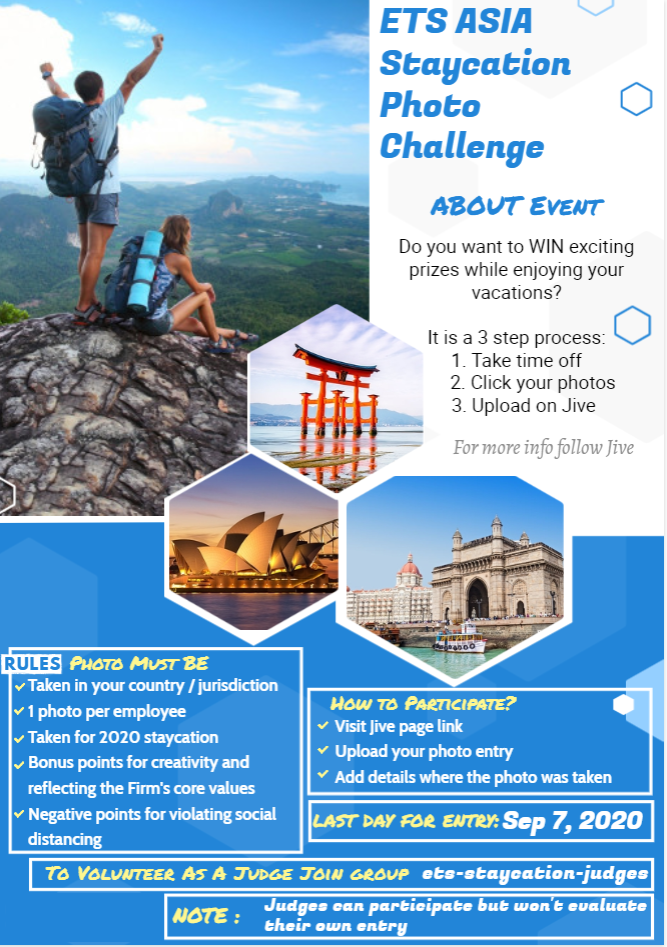 ETS ASIA
Staycation
Photo
Challenge
ABOUT EVENT
Do you want to WIN exciting
prizes while enjoying your
vacations?
It is a 3 step process:
1. Take time off
2. Click your photos
3. Upload on Jive
For more info follow Jive
RULES PHOTO MUST BE
Taken in your country / jurisdiction
1 photo per employee
Taken for 2020 staycation
Bonus points for creativity and
reflecting the Firm's core values
Negative points for violating social
distancing
HOW TO PARTICIPATE?
Visit Jive page link
Upload your photo entry
Add details where the photo was taken
LAST DAY FOR ENTRY: Sep 7, 2020
TO VOLUNTEER AS A JUDGE JOIN GROUP ets-staycation-judges
NOTE : Judges can participate but won't evaluate
their own entry